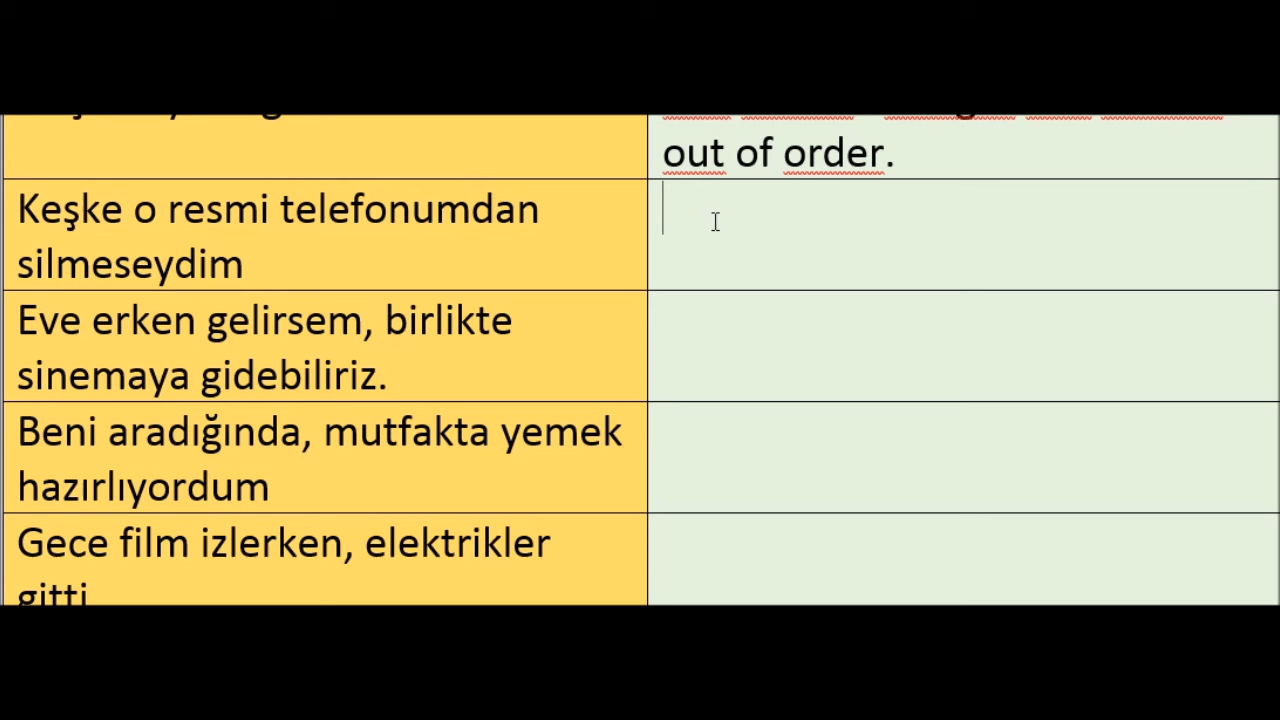 out of order.
Keşke o resmi telefonumdan
silmeseydim
Eve erken gelirsem, birlikte
sinemaya gidebiliriz.
Beni aradığında, mutfakta yemek
hazırlıyordum
Gece film izlerken, elektrikler
gitti